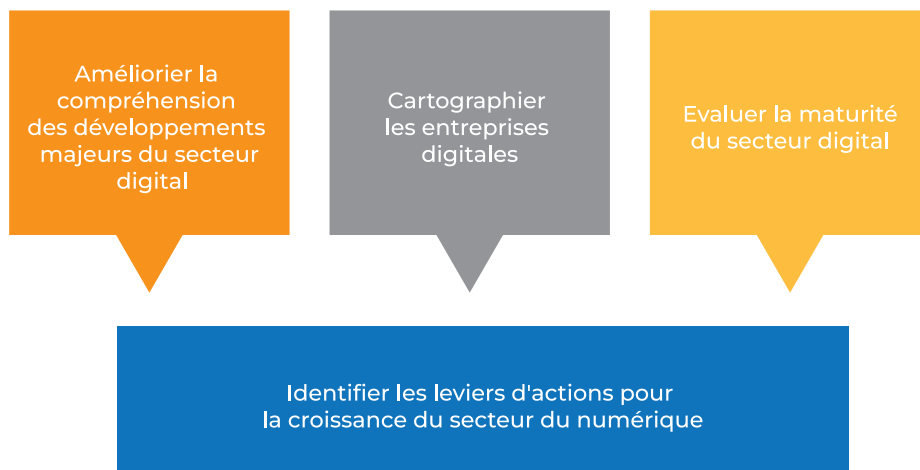 Améliorier la
compréhension
des développements
majeurs du secteur
digital
Cartographier
les entreprises
digitales
Evaluer la maturité
du secteur digital
Identifier les leviers d'actions pour
la croissance du secteur du numérique